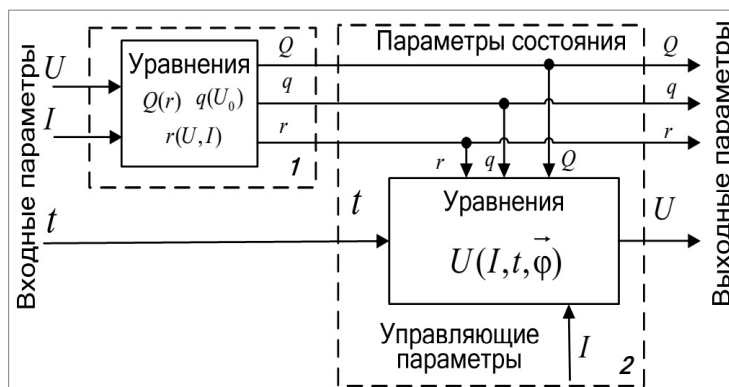 Входные параметры
U
I
t
Уравнения
Q(r) q(U₀)
r(U, I)
1
Q
q
r
Параметры состояния
Q
q
r
r q Q
t
Уравнения
U(I,t,φ⃗)
U
Управляющие
параметры
I
2
Выходные параметры